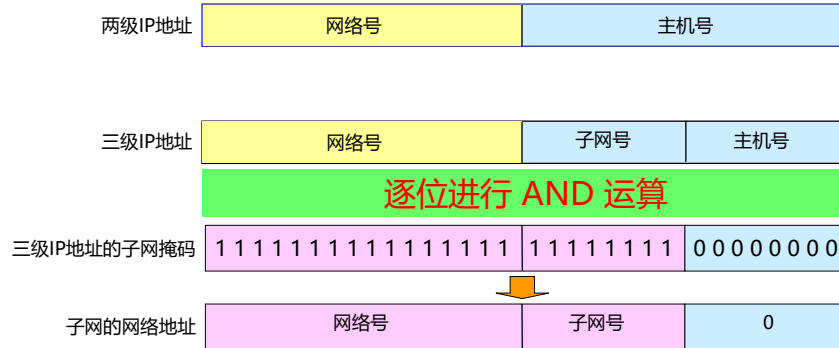 两级IP地址 网络号 主机号
三级IP地址 网络号 子网号 主机号
逐位进行 AND 运算
三级IP地址的子网掩码 1 1 1 1 1 1 1 1 1 1 1 1 1 1 1 1 1 1 1 1 1 1 1 1 0 0 0 0 0 0 0 0
子网的网络地址 网络号 子网号 0